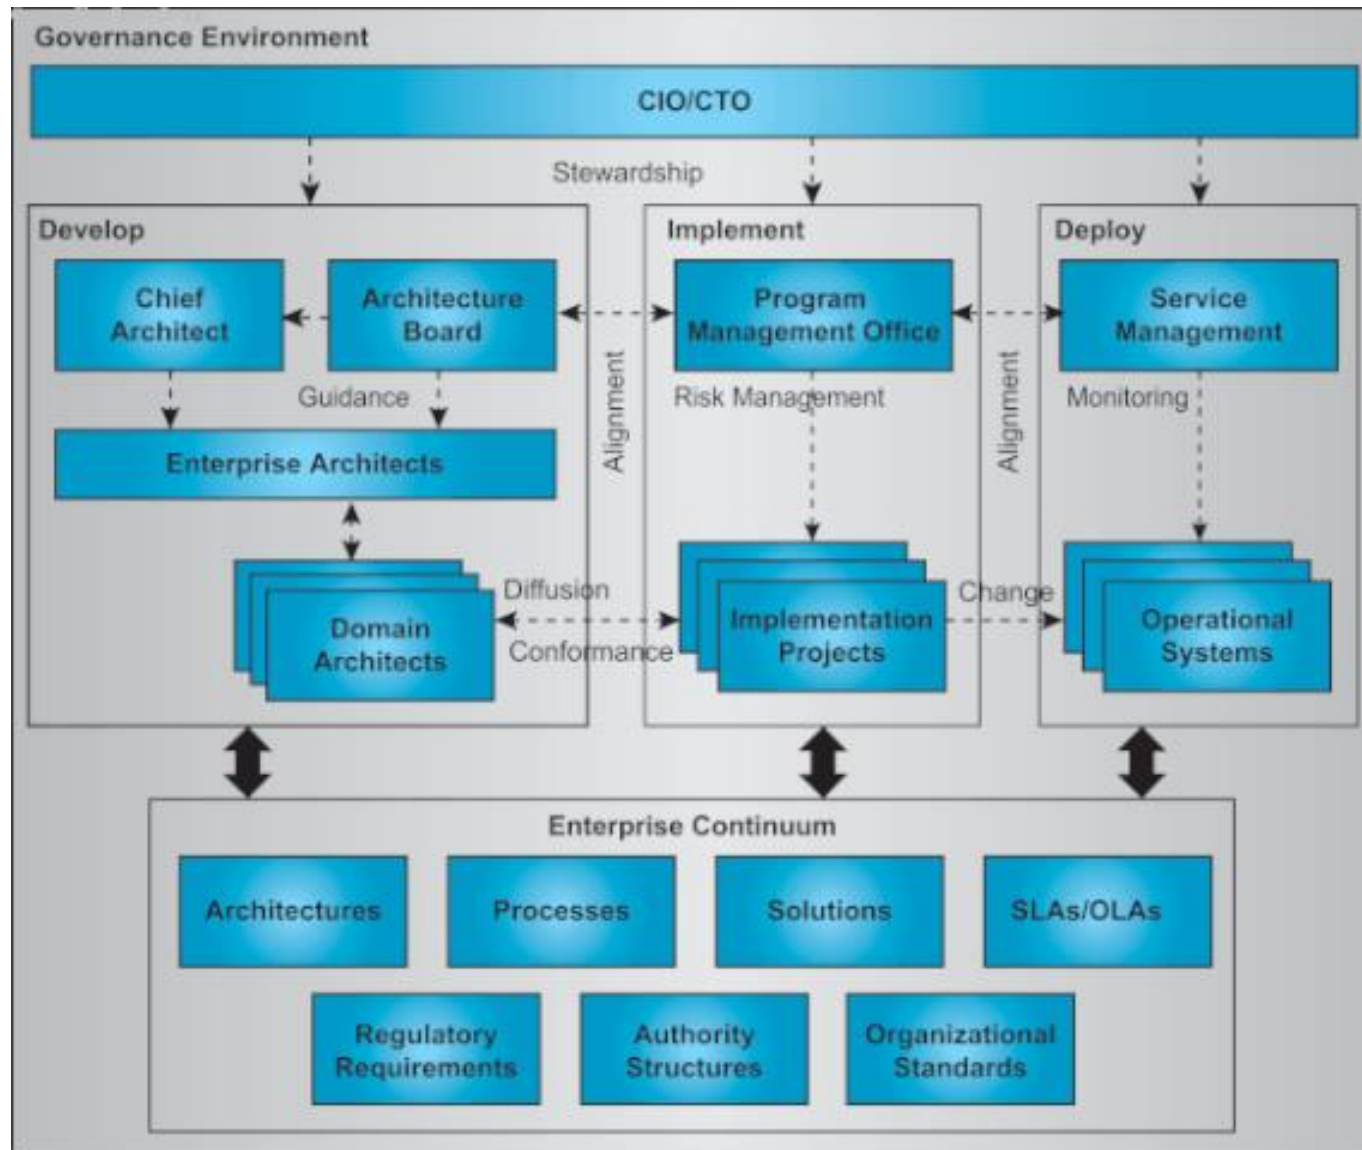 Governance Environment
CIO/CTO
Stewardship
Develop
Chief
Architect
Architecture
Board
Guidance
Enterprise Architects
Domain
Architects
Alignment
Diffusion
Conformance
Implement
Program
Management Office
Risk Management
Implementation
Projects
Alignment
Change
Deploy
Service
Management
Monitoring
Operational
Systems
Enterprise Continuum
Architectures
Processes
Solutions
SLAs/OLAs
Regulatory
Requirements
Authority
Structures
Organizational
Standards